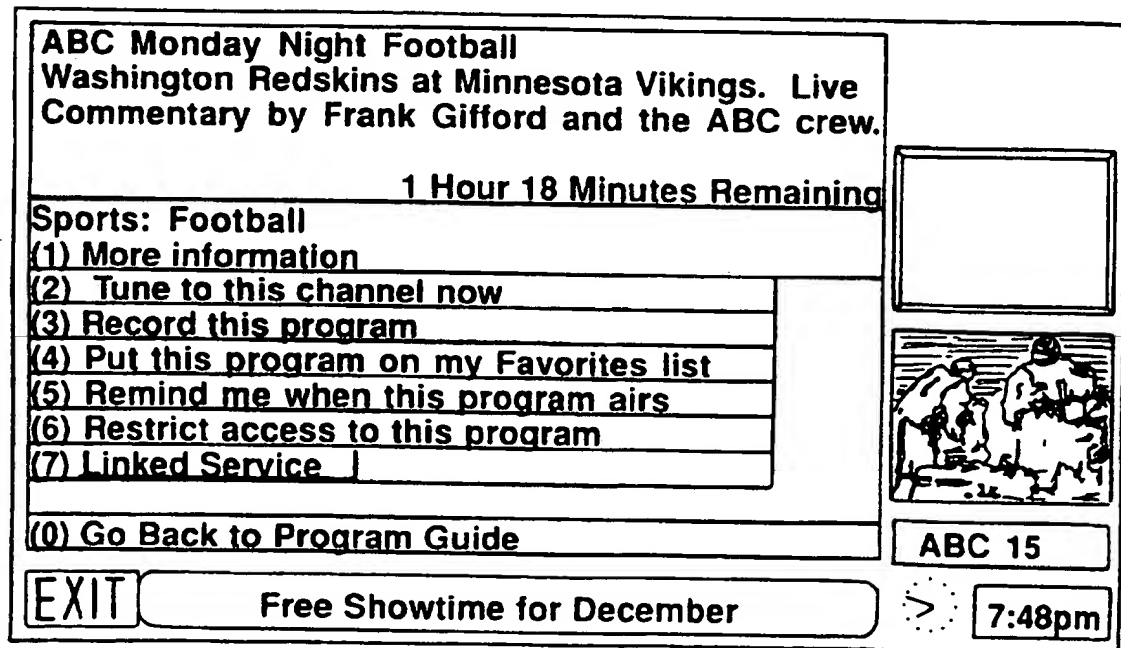 ABC Monday Night Football
Washington Redskins at Minnesota Vikings. Live
Commentary by Frank Gifford and the ABC crew.
1 Hour 18 Minutes Remaining
Sports: Football
(1) More information
(2) Tune to this channel now
(3) Record this program
(4) Put this program on my Favorites list
(5) Remind me when this program airs
(6) Restrict access to this program
(7) Linked Service
(0) Go Back to Program Guide
ABC 15
EXIT
Free Showtime for December
7:48pm